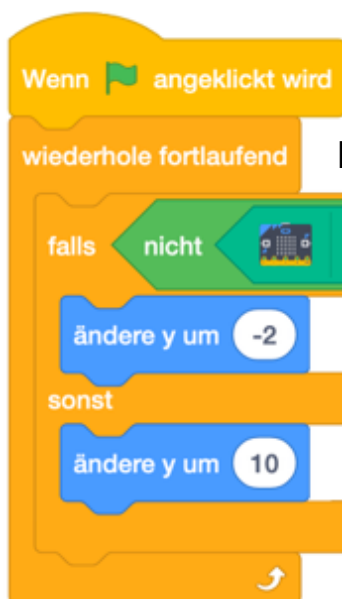 Wenn angeklickt wird
wiederhole fortlaufend
falls nicht
ändere y um -2
sonst
ändere y um 10